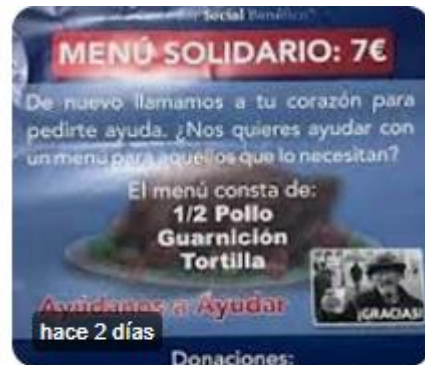 Social Benéfico"
MENÚ SOLIDARIO: 7€
De nuevo llamamos a tu corazón para
pedirte ayuda. ¿Nos quieres ayudar con
un menú para aquellos que lo necesitan?
El menú consta de:
1/2 Pollo
Guarnición
Tortilla
Ayúdanos a Ayudar
¡GRACIAS!
hace 2 días
Donaciones: